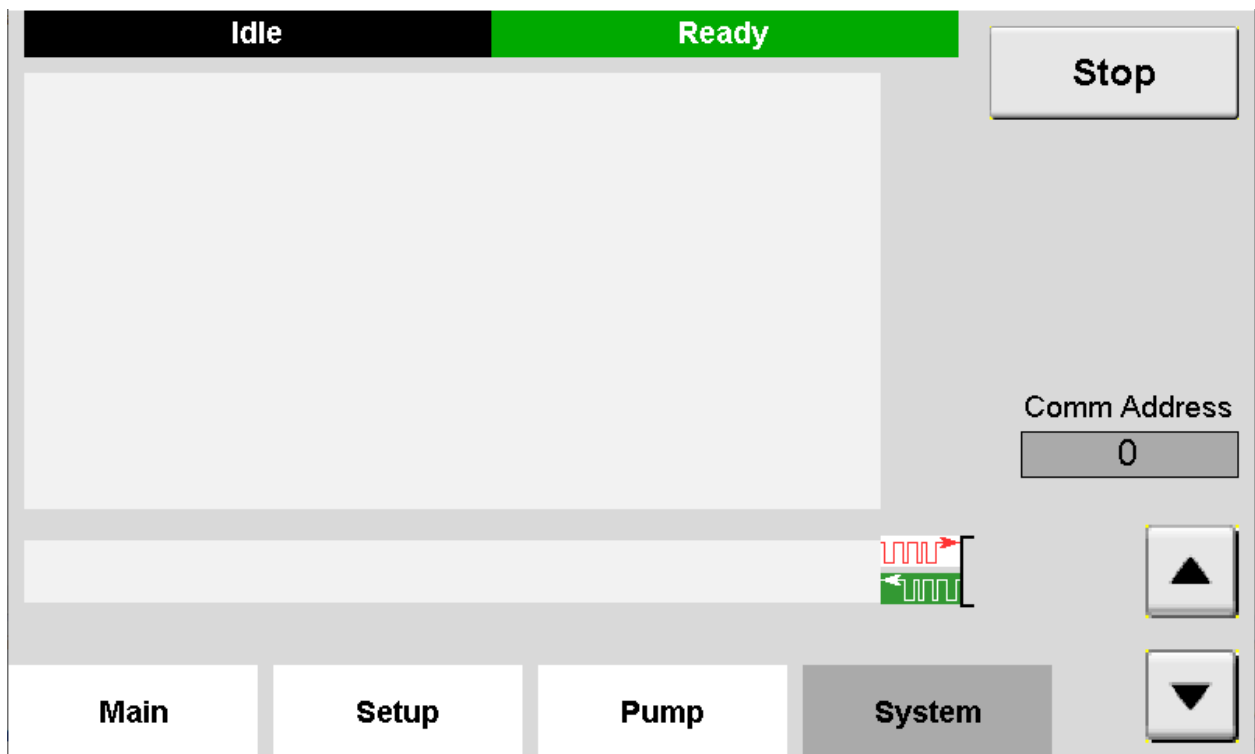 Idle
Ready
Stop
Comm Address
0
Main
Setup
Pump
System